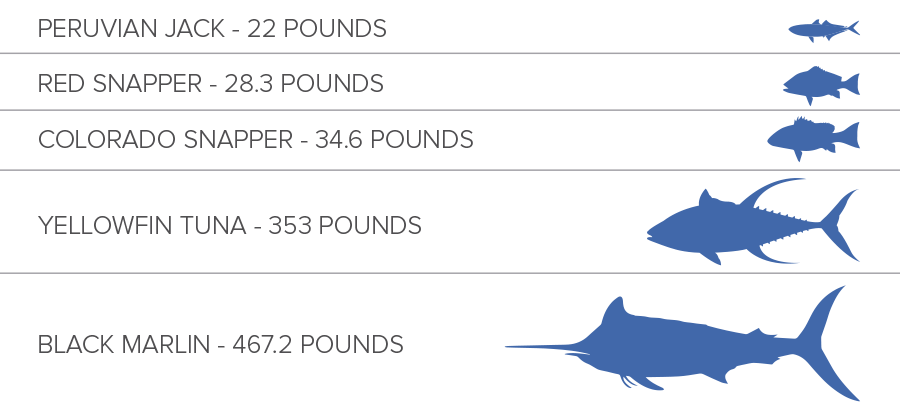 PERUVIAN JACK - 22 POUNDS
RED SNAPPER - 28.3 POUNDS
COLORADO SNAPPER - 34.6 POUNDS
YELLOWFIN TUNA - 353 POUNDS
BLACK MARLIN - 467.2 POUNDS